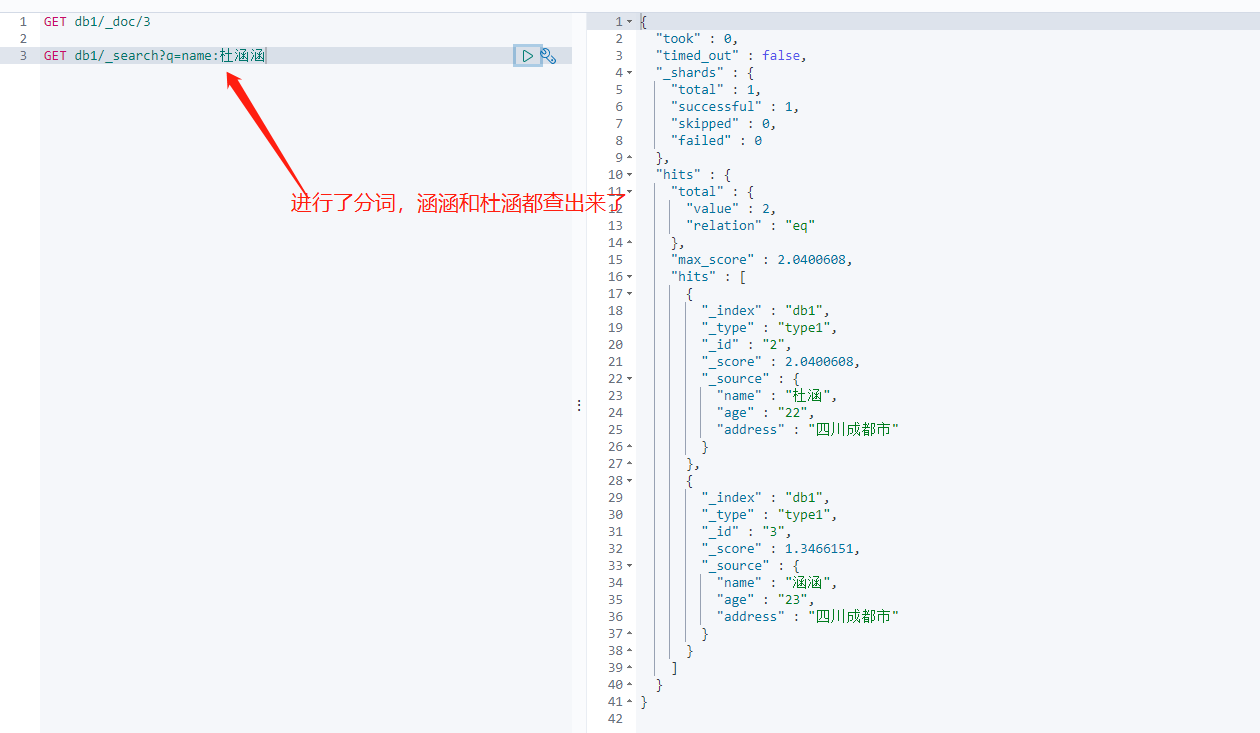 1 GET db1/_doc/3
2
3 GET db1/_search?q=name:杜涵涵
进行了分词，涵涵和杜涵都查出来了
1 {
2 "took" : 0,
3 "timed_out" : false,
4 "_shards" : {
5 "total" : 1,
6 "successful" : 1,
7 "skipped" : 0,
8 "failed" : 0
9 },
10 "hits" : {
11 "total" : {
12 "value" : 2,
13 "relation" : "eq"
14 },
15 "max_score" : 2.0400608,
16 "hits" : [
17 {
18 "_index" : "db1",
19 "_type" : "type1",
20 "_id" : "2",
21 "_score" : 2.0400608,
22 "_source" : {
23 "name" : "杜涵",
24 "age" : "22",
25 "address" : "四川成都市"
26 }
27 },
28 {
29 "_index" : "db1",
30 "_type" : "type1",
31 "_id" : "3",
32 "_score" : 1.3466151,
33 "_source" : {
34 "name" : "涵涵",
35 "age" : "23",
36 "address" : "四川成都市"
37 }
38 }
39 ]
40 }
41 }
42